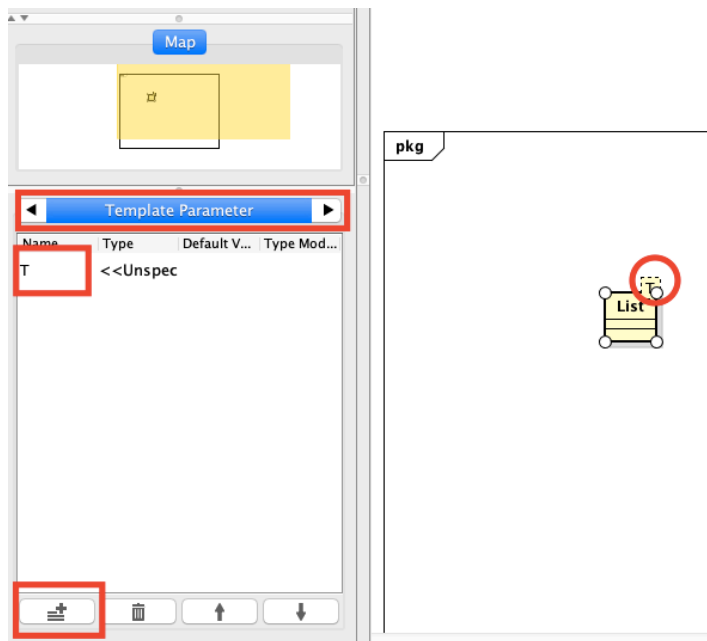 Map
Template Parameter
Name Type Default V... Type Mod...
T <<Unspec
pkg
T
List